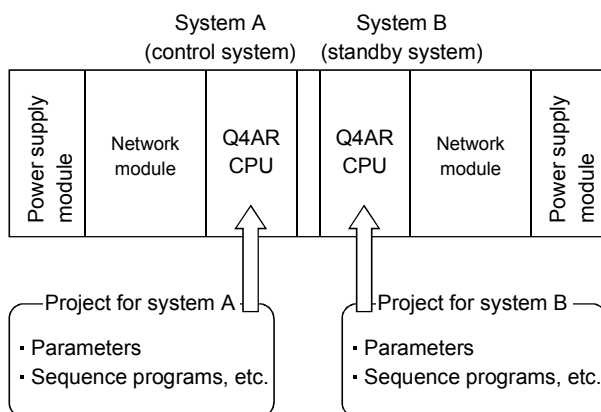 System A
(control system)
System B
(standby system)
Power supply
module
Network
module
Q4AR
CPU
Q4AR
CPU
Network
module
Power supply
module
Project for system A
· Parameters
· Sequence programs, etc.
Project for system B
· Parameters
· Sequence programs, etc.